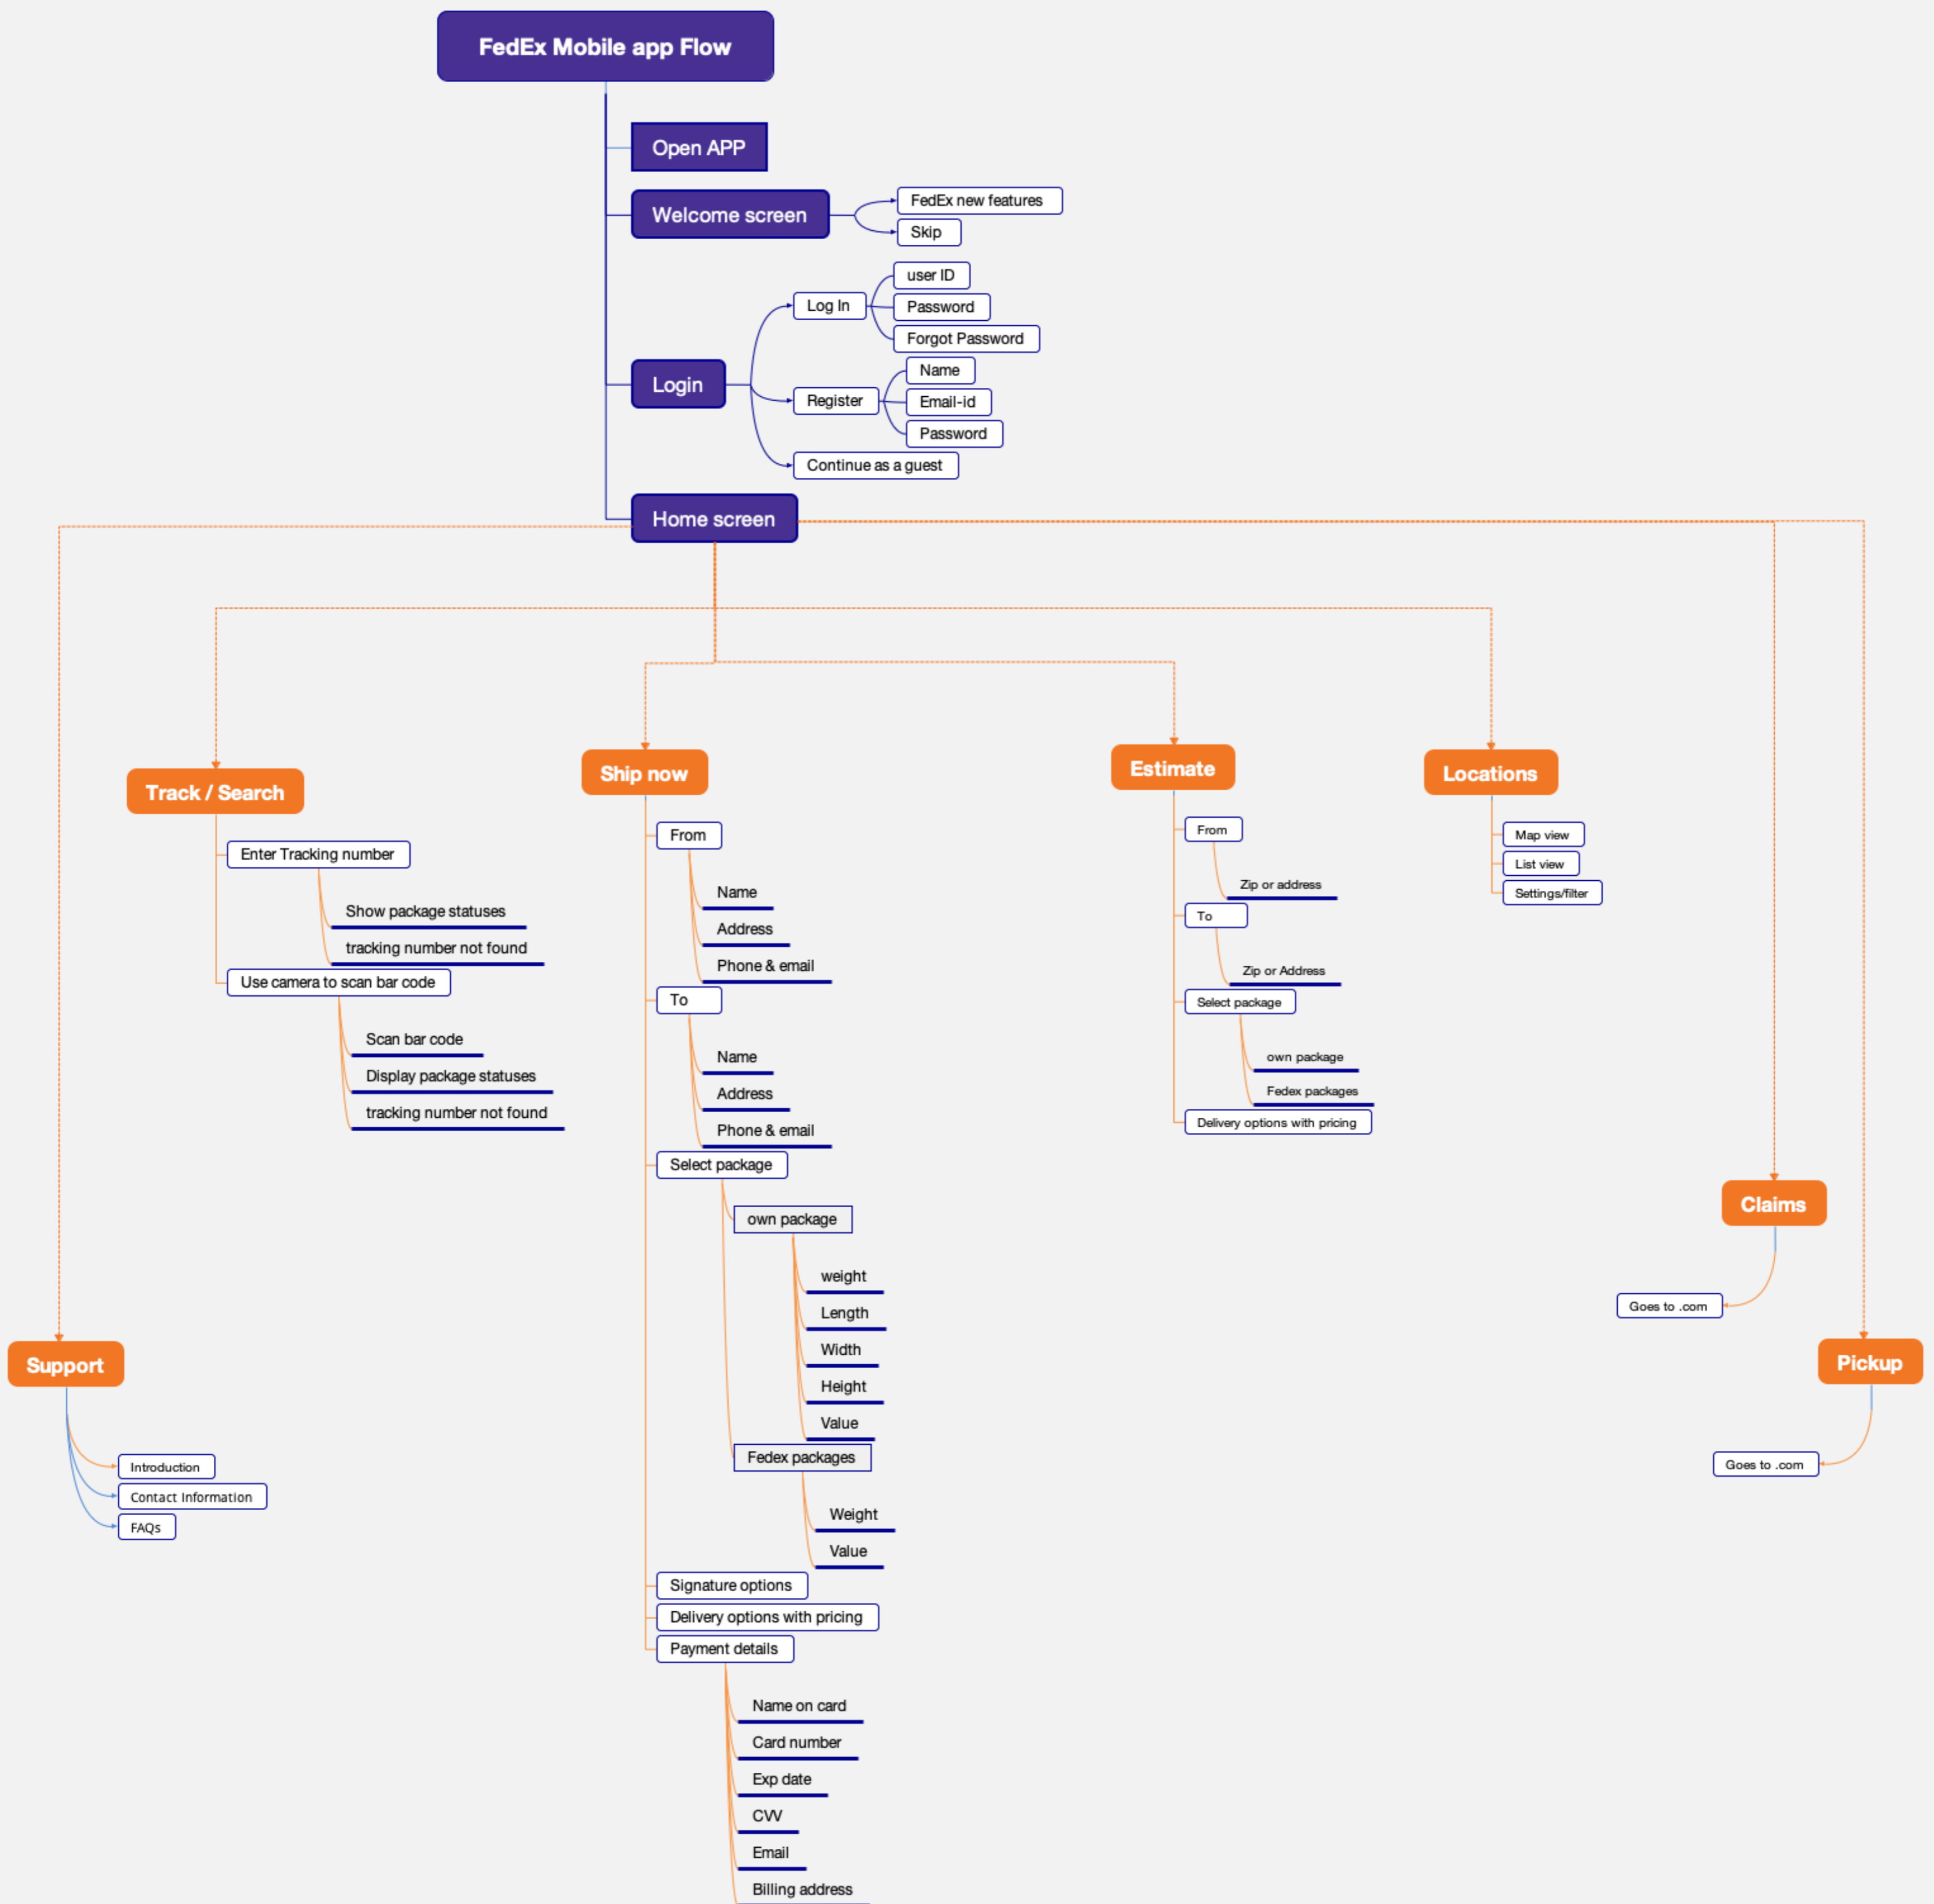 FedEx Mobile app Flow
Open APP
Welcome screen
FedEx new features
Skip
Login
Log In
user ID
Password
Forgot Password
Register
Name
Email-id
Password
Continue as a guest
Home screen
Track / Search
Enter Tracking number
Show package statuses
tracking number not found
Use camera to scan bar code
Scan bar code
Display package statuses
tracking number not found
Ship now
From
Name
Address
Phone & email
To
Name
Address
Phone & email
Select package
own package
weight
Length
Width
Height
Value
Fedex packages
Weight
Value
Signature options
Delivery options with pricing
Payment details
Name on card
Card number
Exp date
CVV
Email
Billing address
Estimate
From
Zip or address
To
Zip or Address
Select package
own package
Fedex packages
Delivery options with pricing
Locations
Map view
List view
Settings/filter
Claims
Goes to .com
Pickup
Goes to .com
Support
Introduction
Contact Information
FAQs